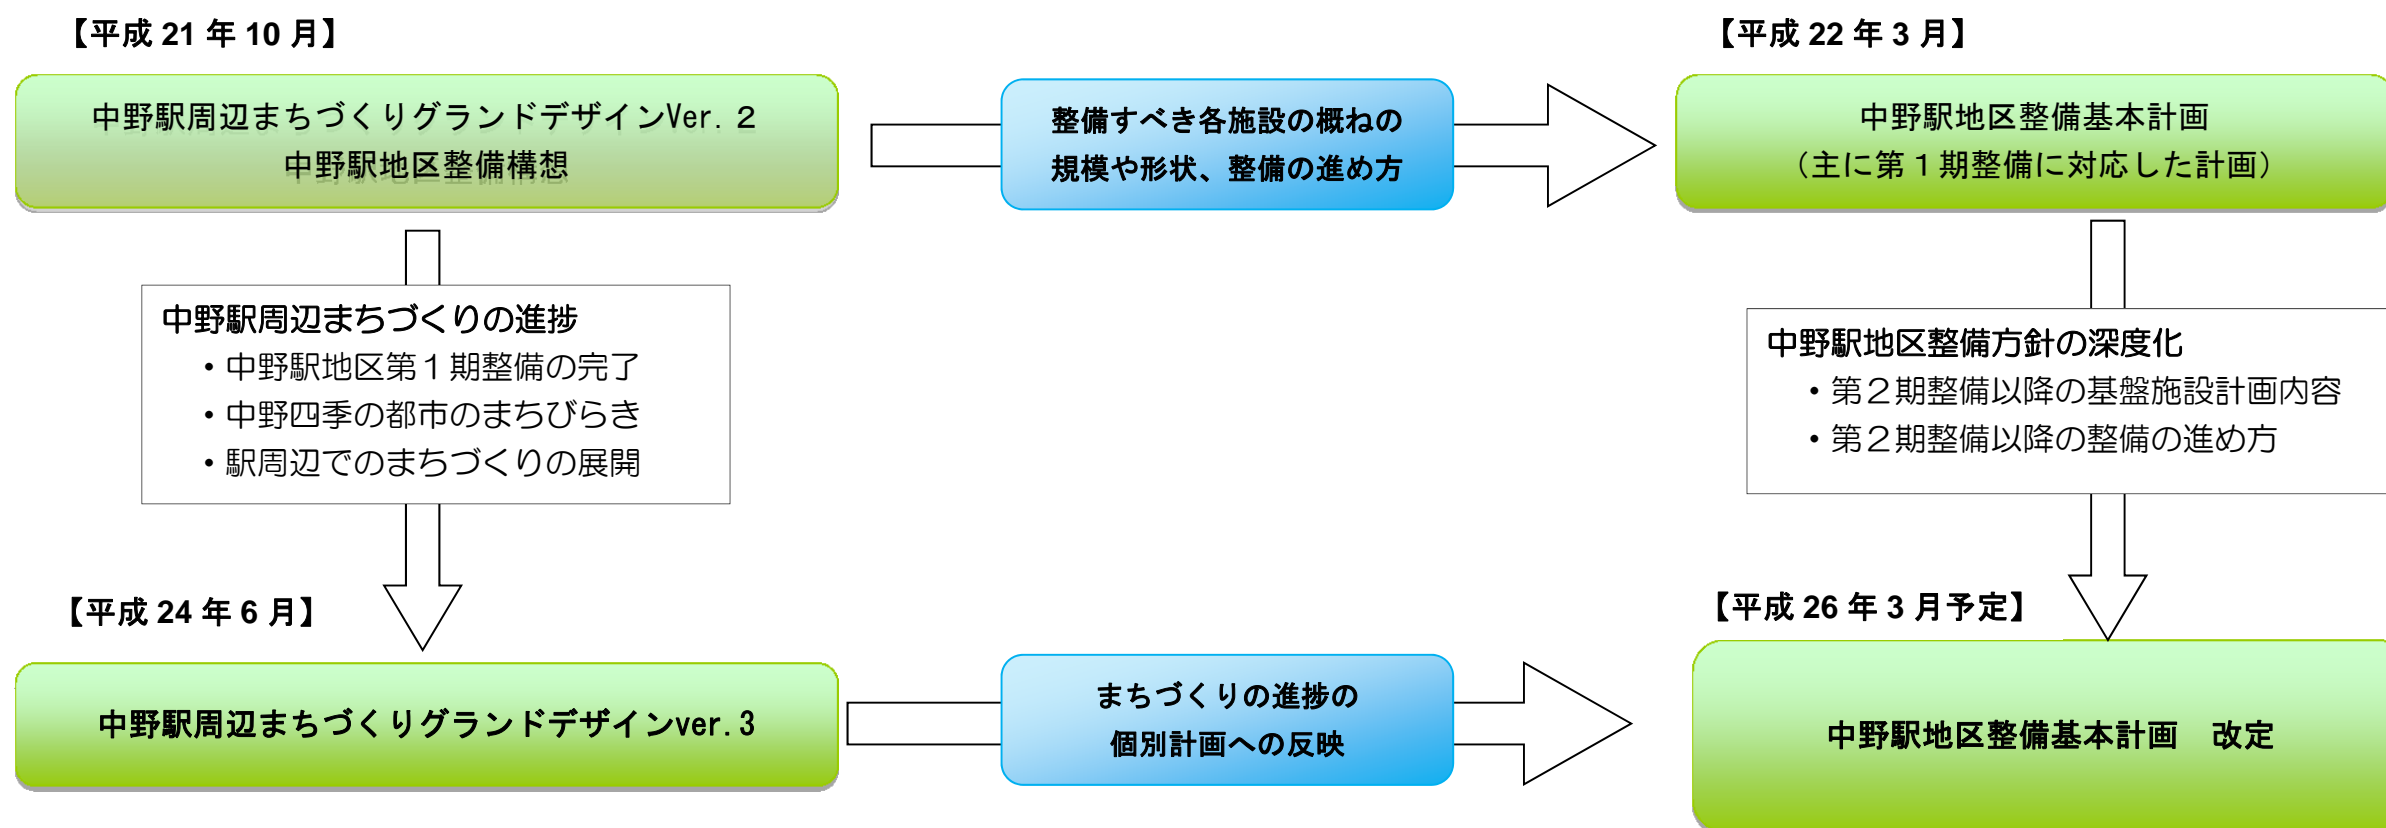 【平成 21 年 10 月】
【平成 22 年 3 月】
中野駅周辺まちづくりグランドデザインVer. 2
中野駅地区整備構想
整備すべき各施設の概ねの
規模や形状、整備の進め方
中野駅地区整備基本計画
（主に第１期整備に対応した計画）
中野駅周辺まちづくりの進捗
・中野駅地区第１期整備の完了
・中野四季の都市のまちびらき
・駅周辺でのまちづくりの展開
中野駅地区整備方針の深度化
・第２期整備以降の基盤施設計画内容
・第２期整備以降の整備の進め方
【平成 24 年 6 月】
【平成 26 年 3 月予定】
中野駅周辺まちづくりグランドデザインver. 3
まちづくりの進捗の
個別計画への反映
中野駅地区整備基本計画　改定